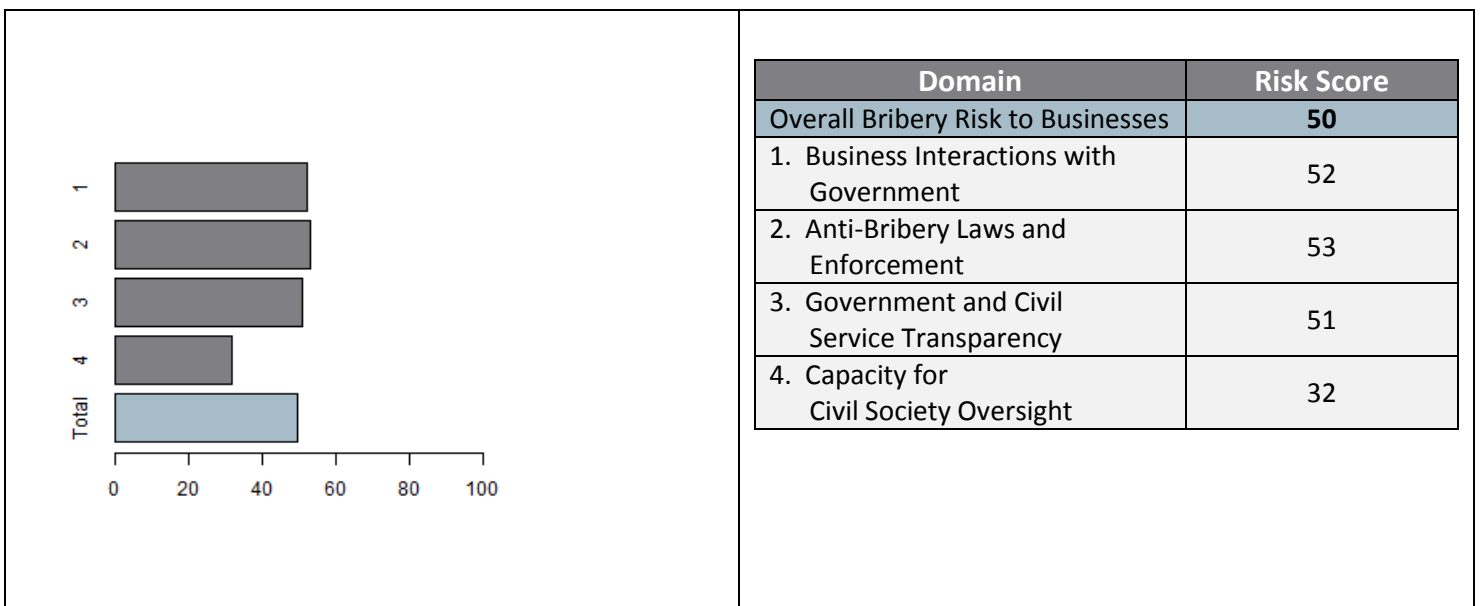 1
2
3
4
Total
0 20 40 60 80 100
Domain Risk Score
Overall Bribery Risk to Businesses 50
1. Business Interactions with
Government 52
2. Anti-Bribery Laws and
Enforcement 53
3. Government and Civil
Service Transparency 51
4. Capacity for
Civil Society Oversight 32